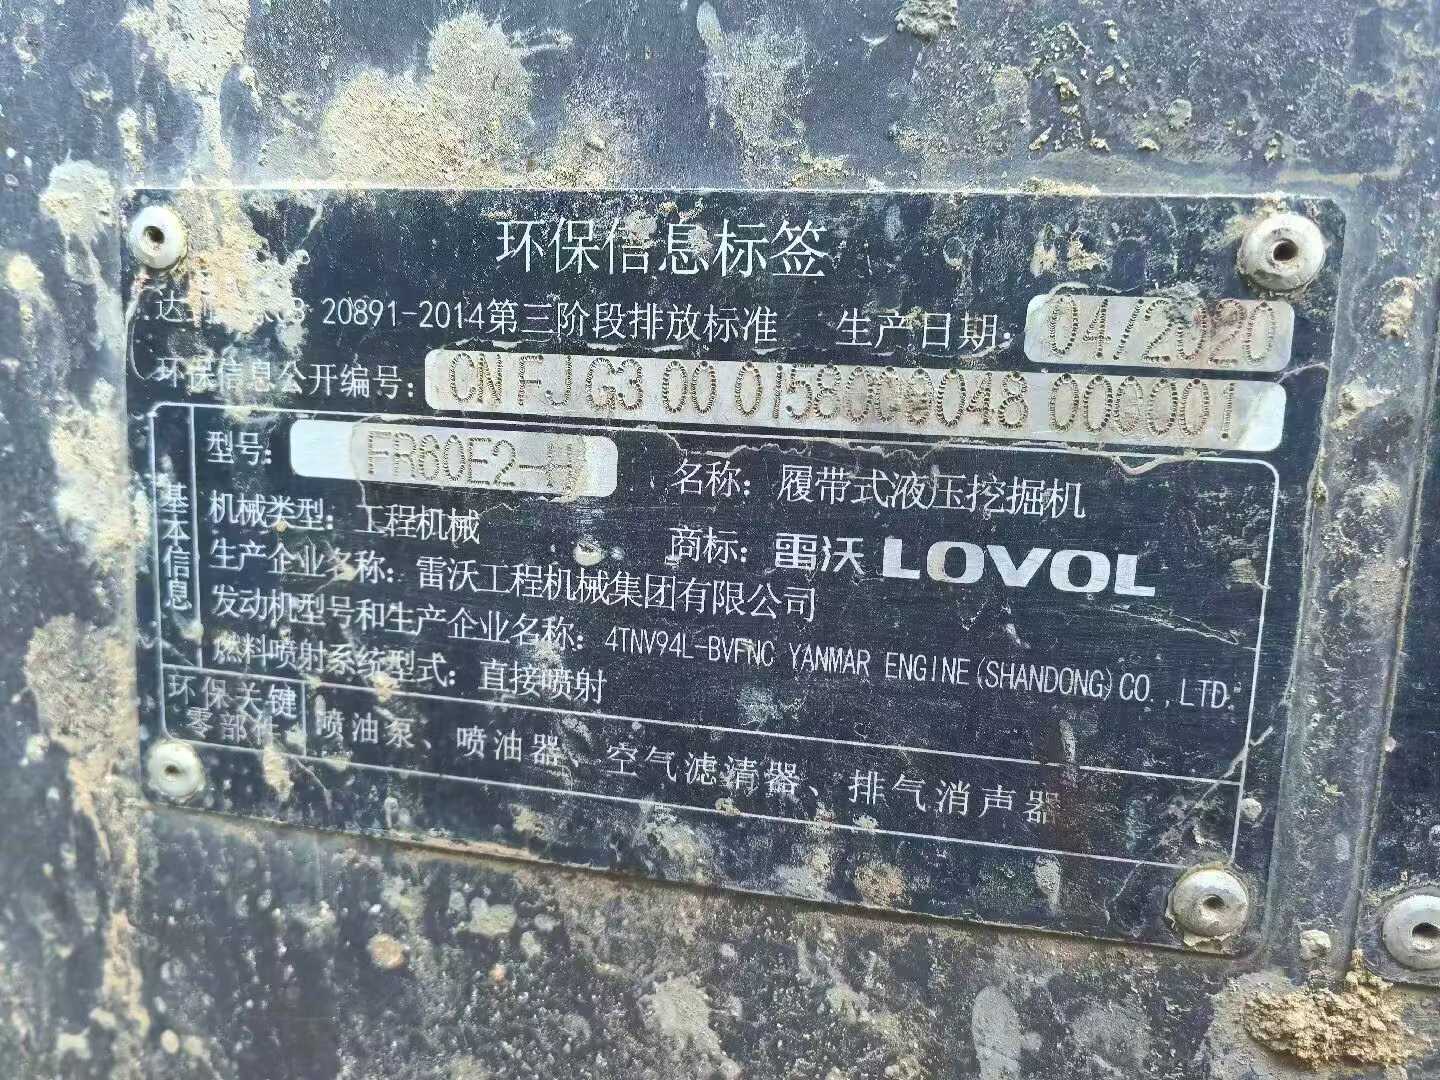 环保信息标签
达 20891-2014第三阶段排放标准 生产日期: 04/2020
环保信息公开编号: CN FJ G3 00 0158000048 000001
型号: FR60E2-H 名称: 履带式液压挖掘机
机械类型: 工程机械 商标: 雷沃 LOVOL
生产企业名称: 雷沃工程机械集团有限公司
发动机型号和生产企业名称: 4TNV94L-BVFNC YANMAR ENGINE(SHANDONG)CO.,LTD.
燃料喷射系统型式: 直接喷射
基本信息
环保关键
零部件 喷油泵、喷油器、空气滤清器、排气消声器